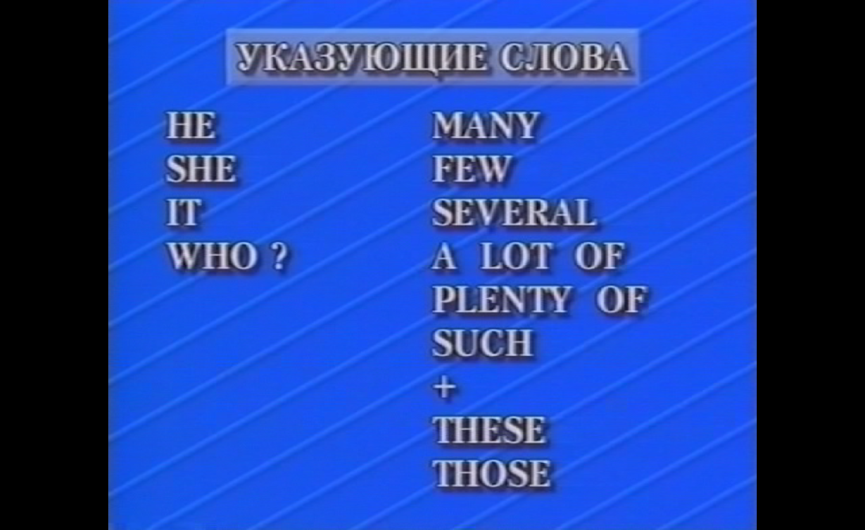 УКАЗУЮЩИЕ СЛОВА
HE
SHE
IT
WHO ?
MANY
FEW
SEVERAL
A LOT OF
PLENTY OF
SUCH
+
THESE
THOSE